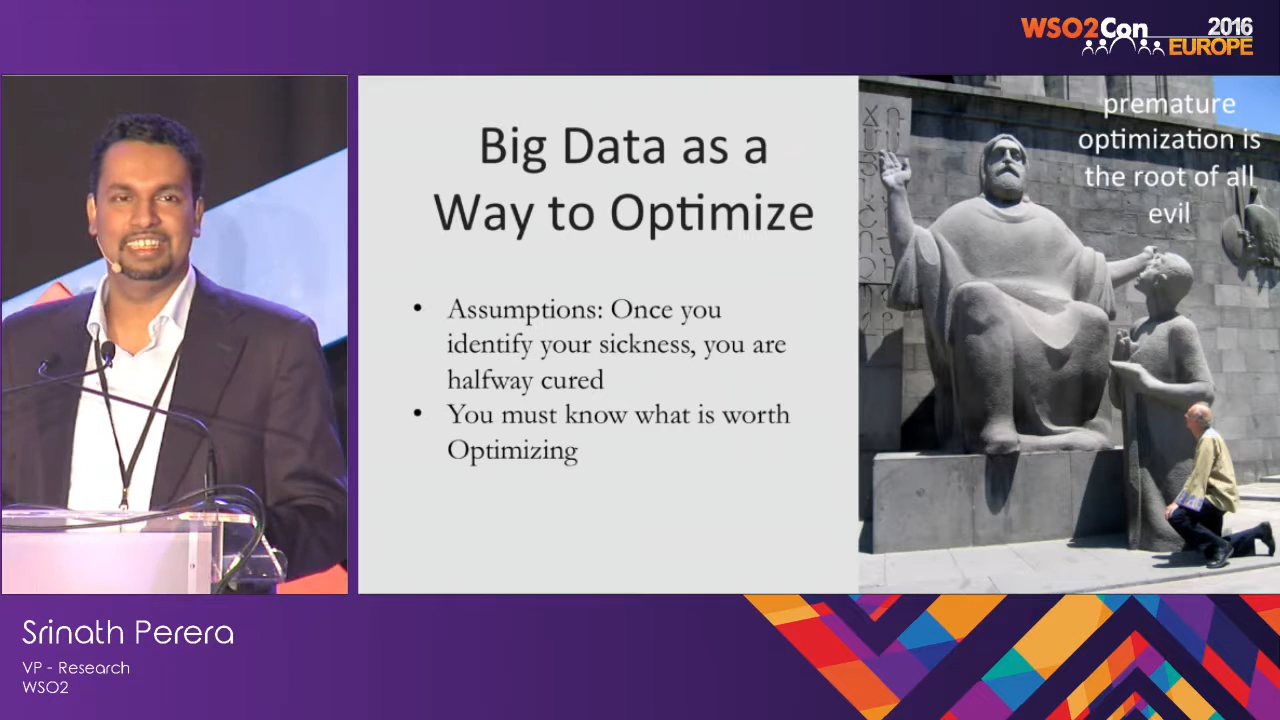 WSO2Con 2016
EUROPE
Big Data as a
Way to Optimize
• Assumptions: Once you
identify your sickness, you are
halfway cured
• You must know what is worth
Optimizing
premature
optimization is
the root of all
evil
Srinath Perera
VP - Research
WSO2